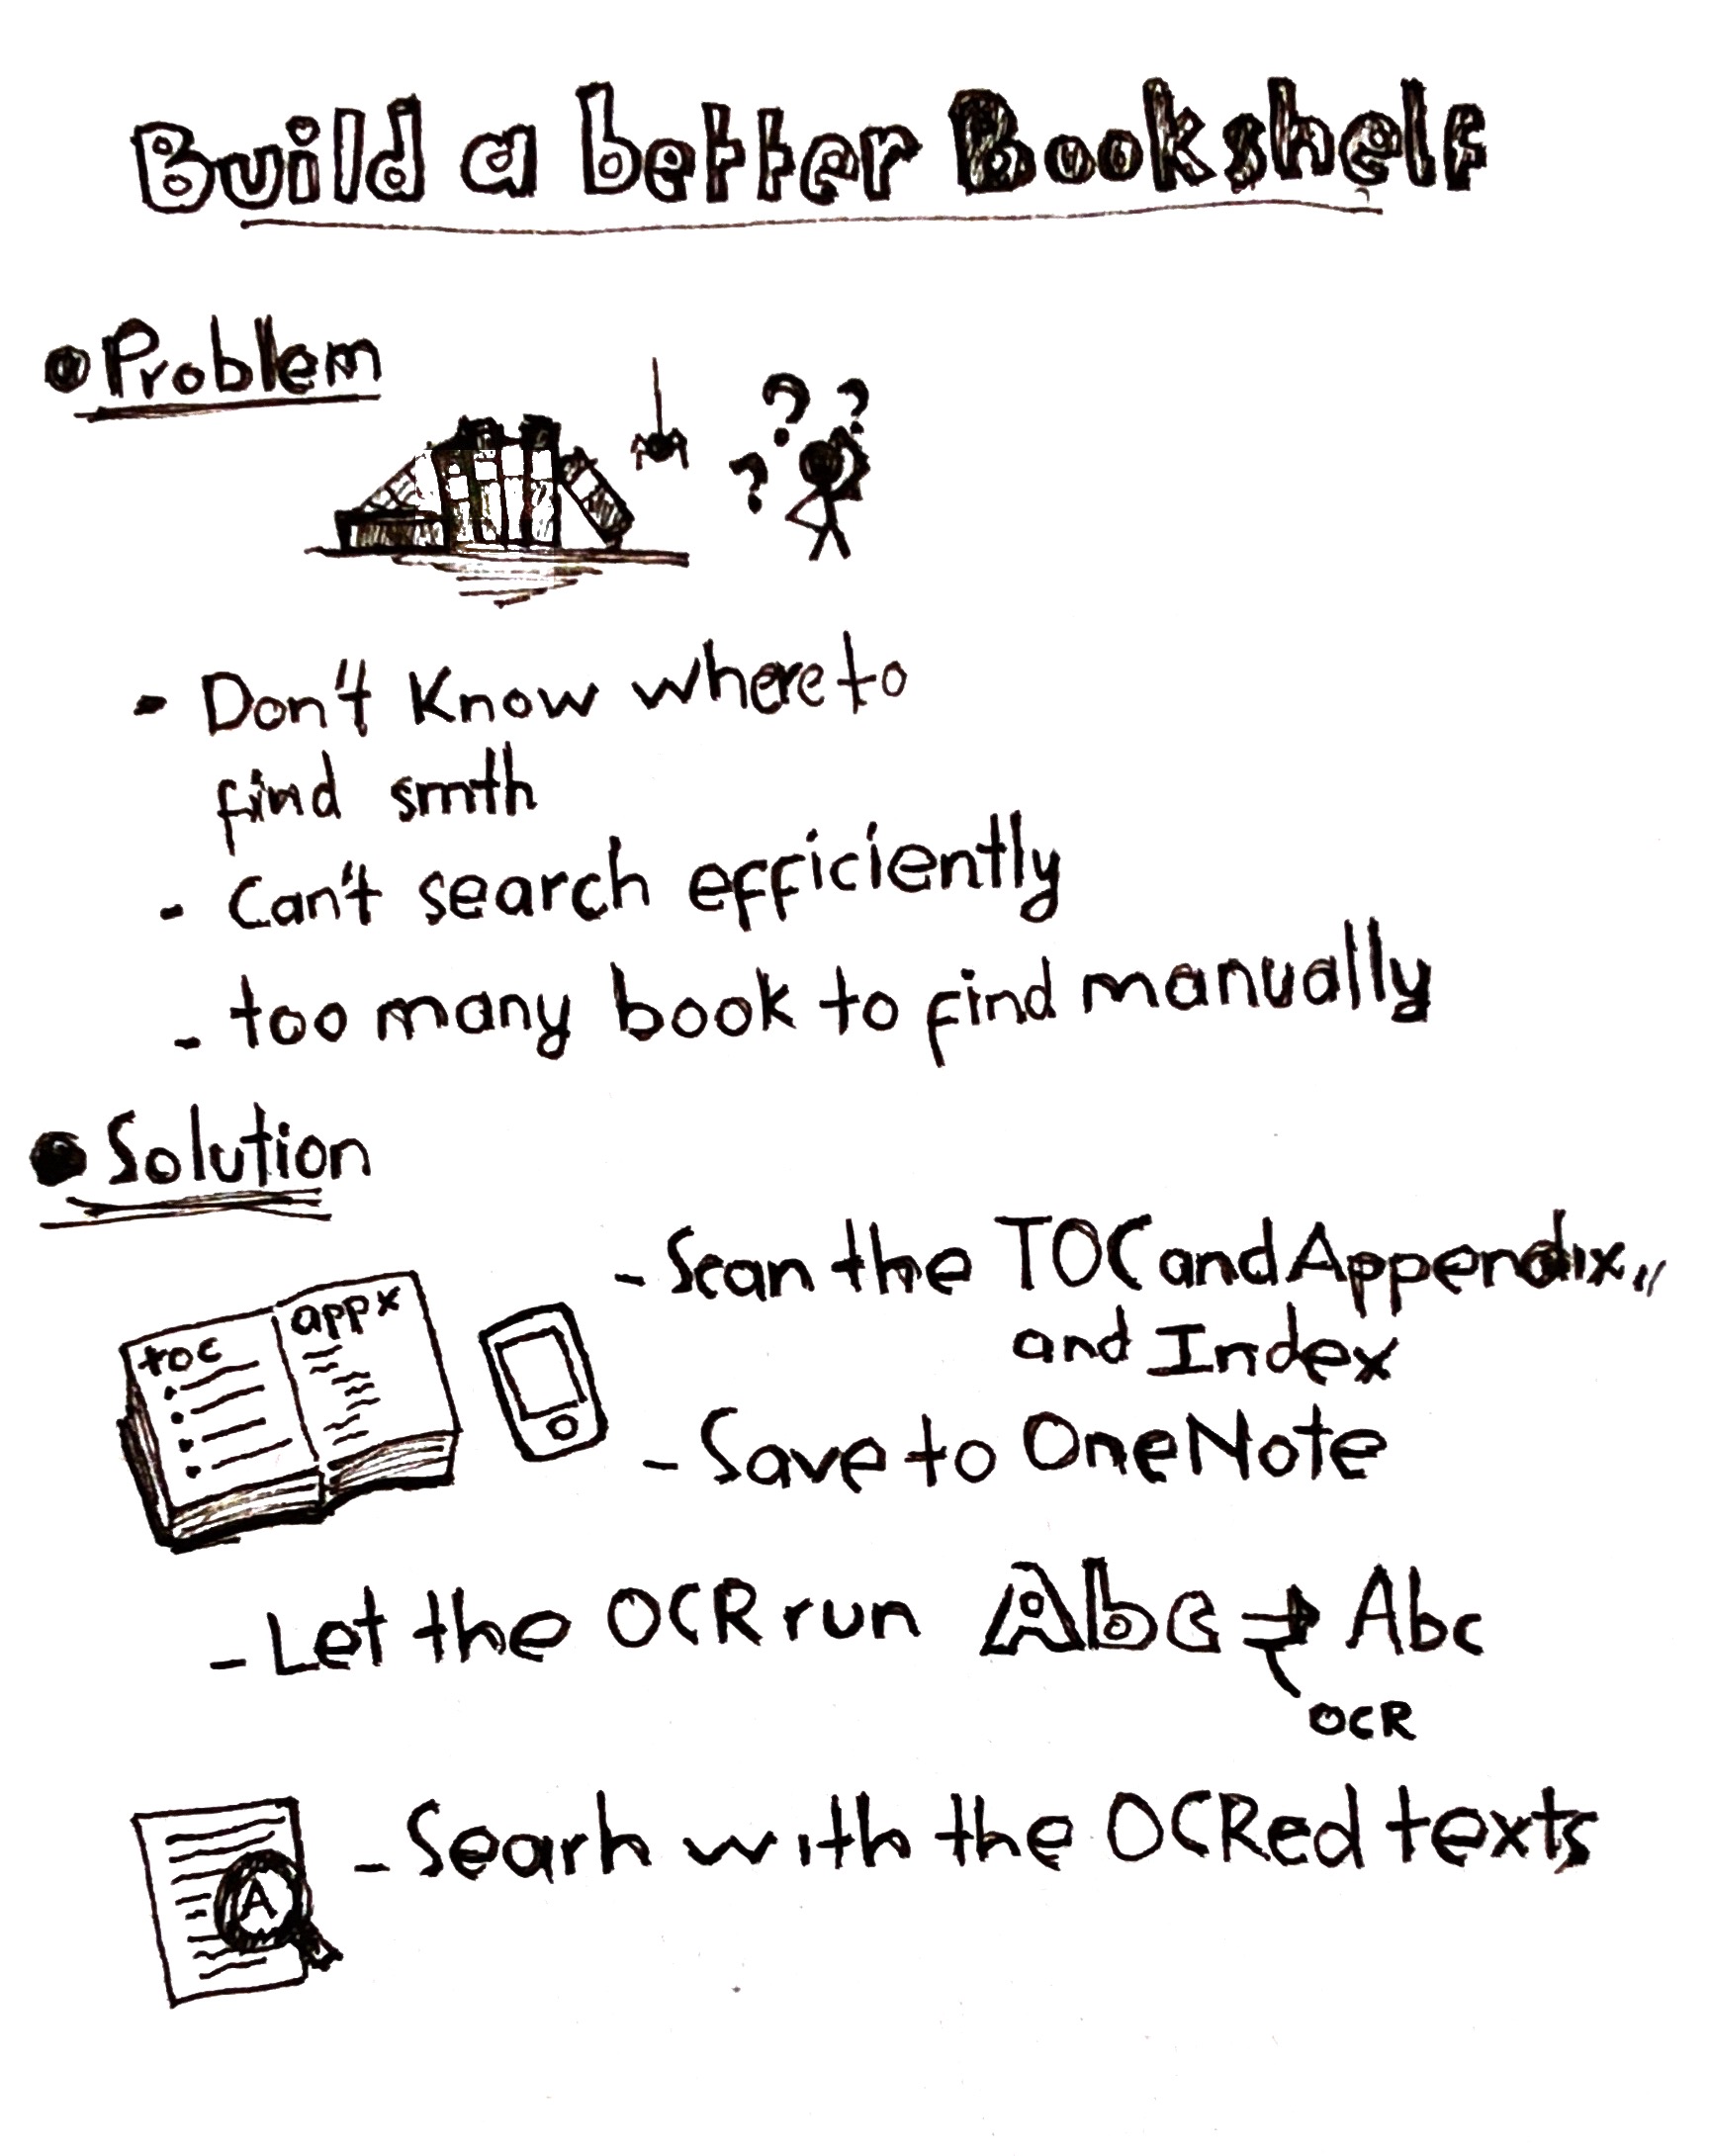 Build a better Bookshelf
Problem
? ?
?
- Don't Know where to
find smth
- Can't search efficiently
- too many book to find manually
Solution
- Scan the TOC and Appendix,,
and Index
toc
appx
- Save to OneNote
- Let the OCR run Abc → Abc
OCR
- Searh with the OCRed texts
A